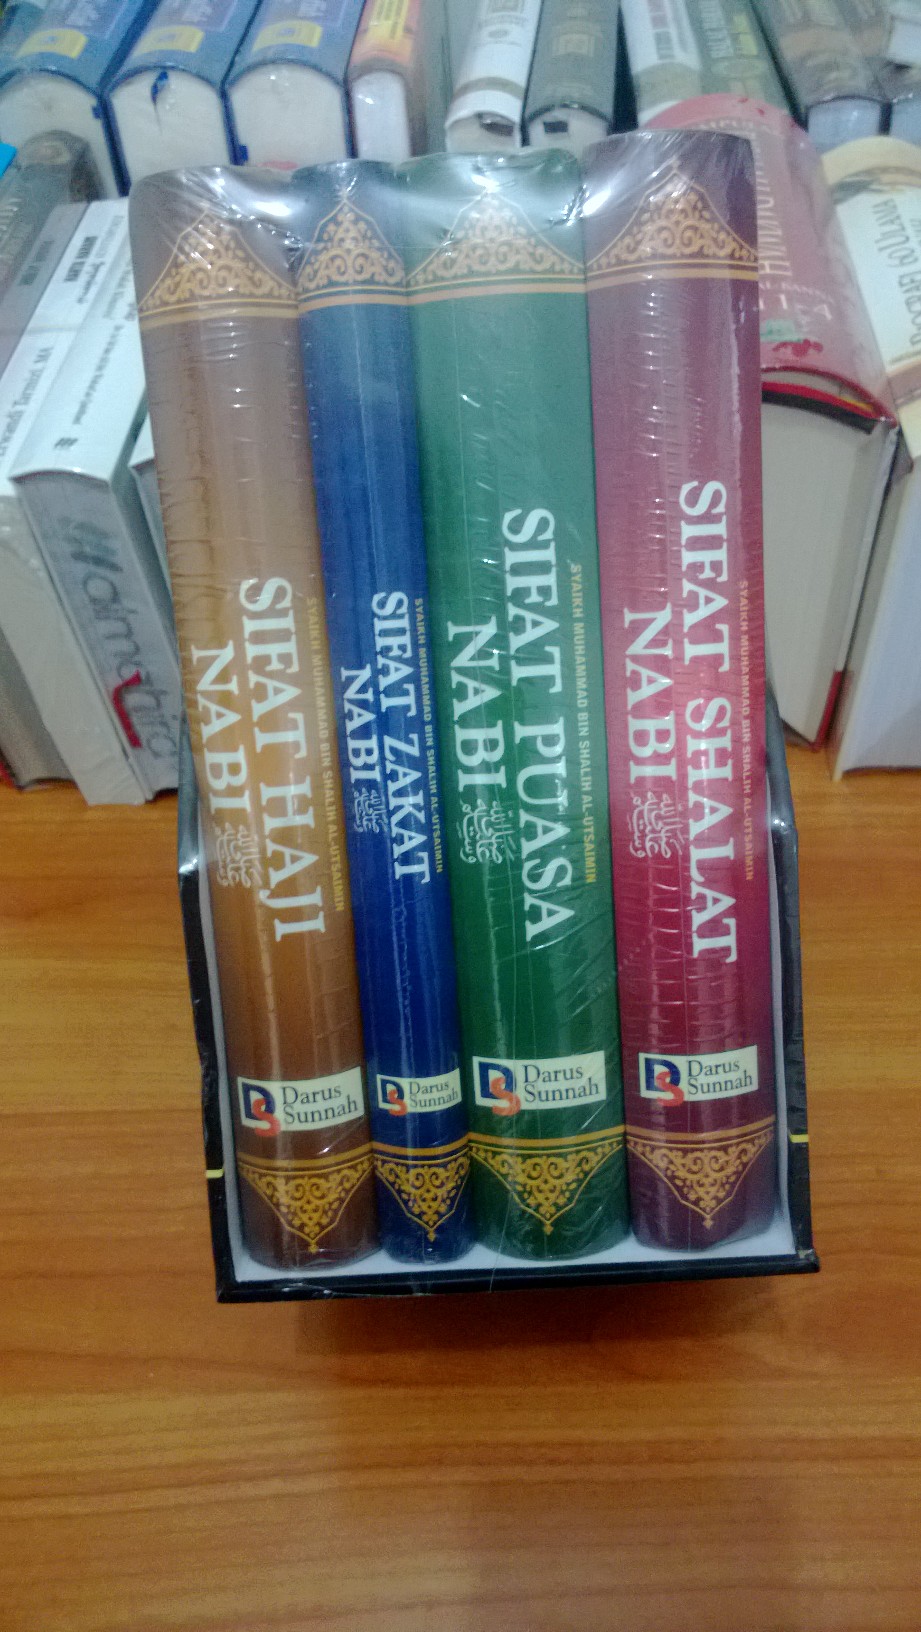 SYAIKH MUHAMMAD BIN SHALIH AL-UTSAIMIN
SIFAT HAJI
NABI ﷺ
Darus
Sunnah
SYAIKH MUHAMMAD BIN SHALIH AL-UTSAIMIN
SIFAT ZAKAT
NABI ﷺ
Darus
Sunnah
SYAIKH MUHAMMAD BIN SHALIH AL-UTSAIMIN
SIFAT PUASA
NABI ﷺ
Darus
Sunnah
SYAIKH MUHAMMAD BIN SHALIH AL-UTSAIMIN
SIFAT SHALAT
NABI ﷺ
Darus
Sunnah